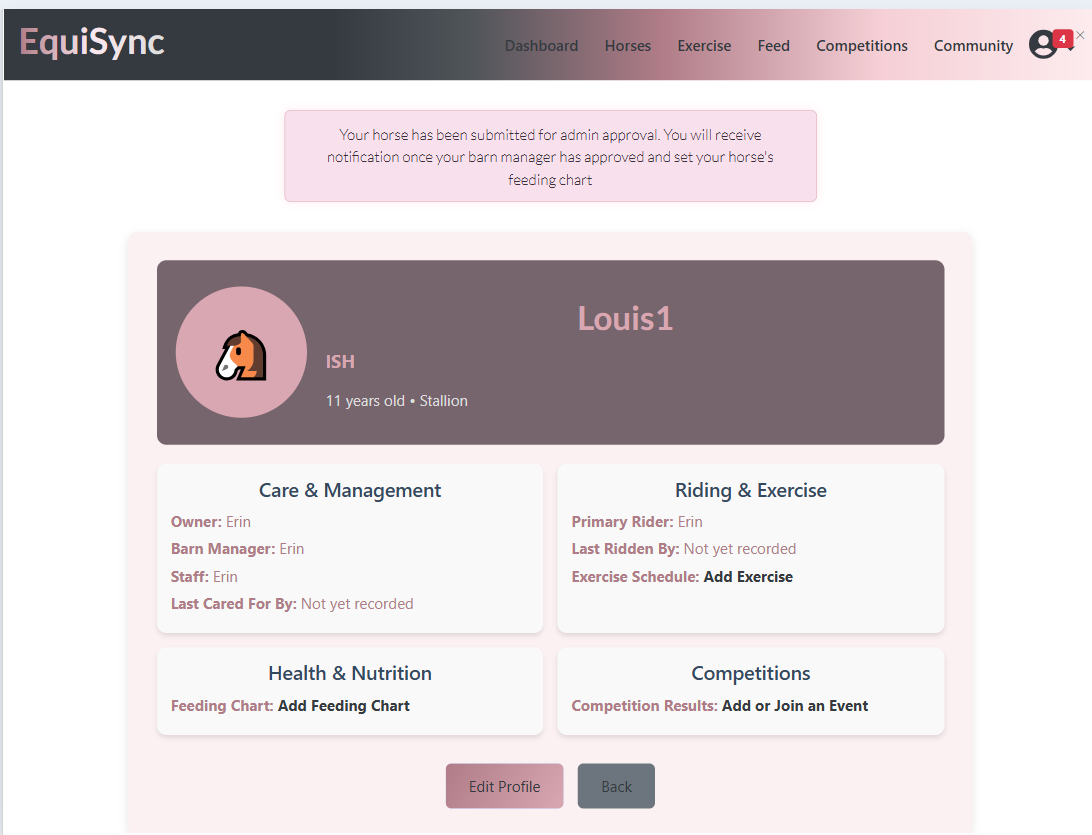 EquiSync
Dashboard Horses Exercise Feed Competitions Community 4
Your horse has been submitted for admin approval. You will receive
notification once your barn manager has approved and set your horse's
feeding chart
Louis1
ISH
11 years old • Stallion
Care & Management
Owner: Erin
Barn Manager: Erin
Staff: Erin
Last Cared For By: Not yet recorded
Riding & Exercise
Primary Rider: Erin
Last Ridden By: Not yet recorded
Exercise Schedule: Add Exercise
Health & Nutrition
Feeding Chart: Add Feeding Chart
Competitions
Competition Results: Add or Join an Event
Edit Profile Back